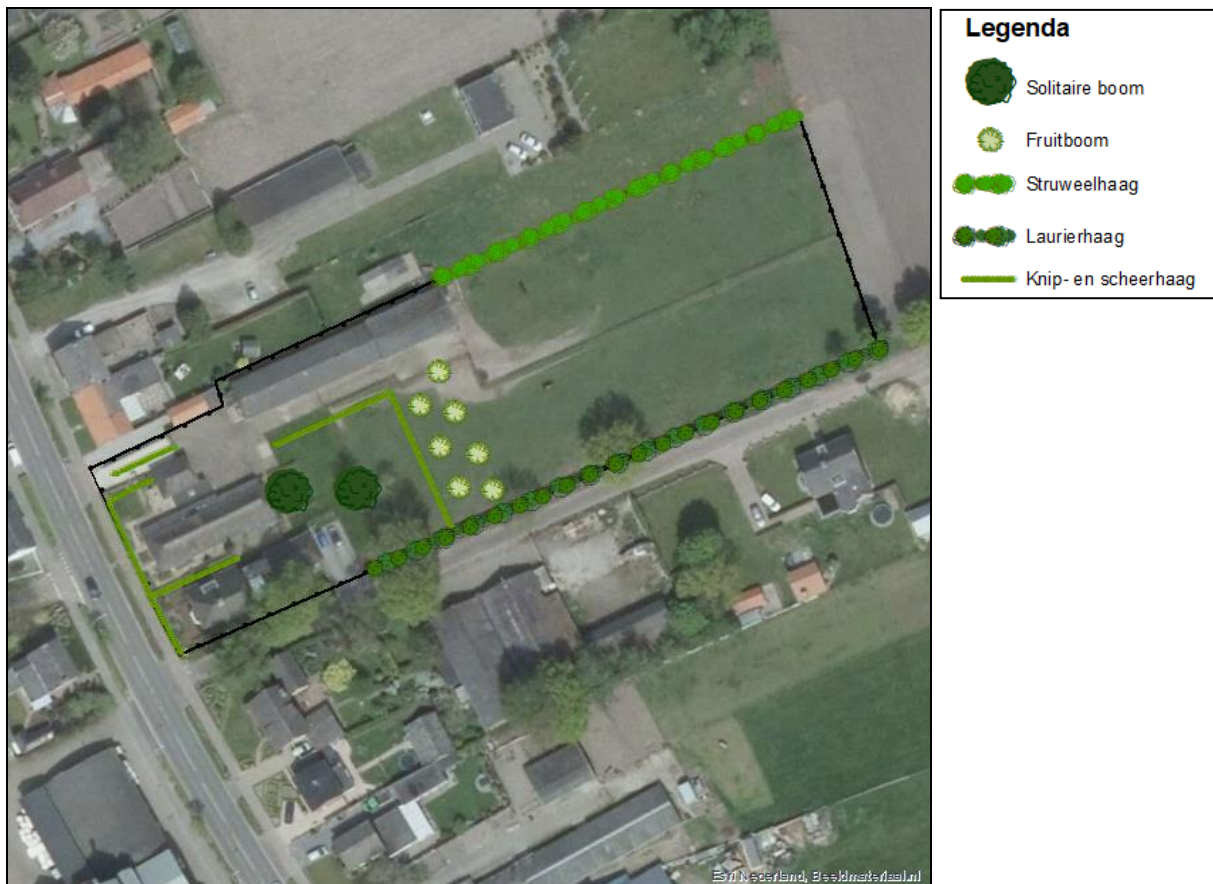 Legenda
Solitaire boom
Fruitboom
Struweelhaag
Laurierhaag
Knip- en scheerhaag
Esri Nederland, Beeldmateriaal.nl